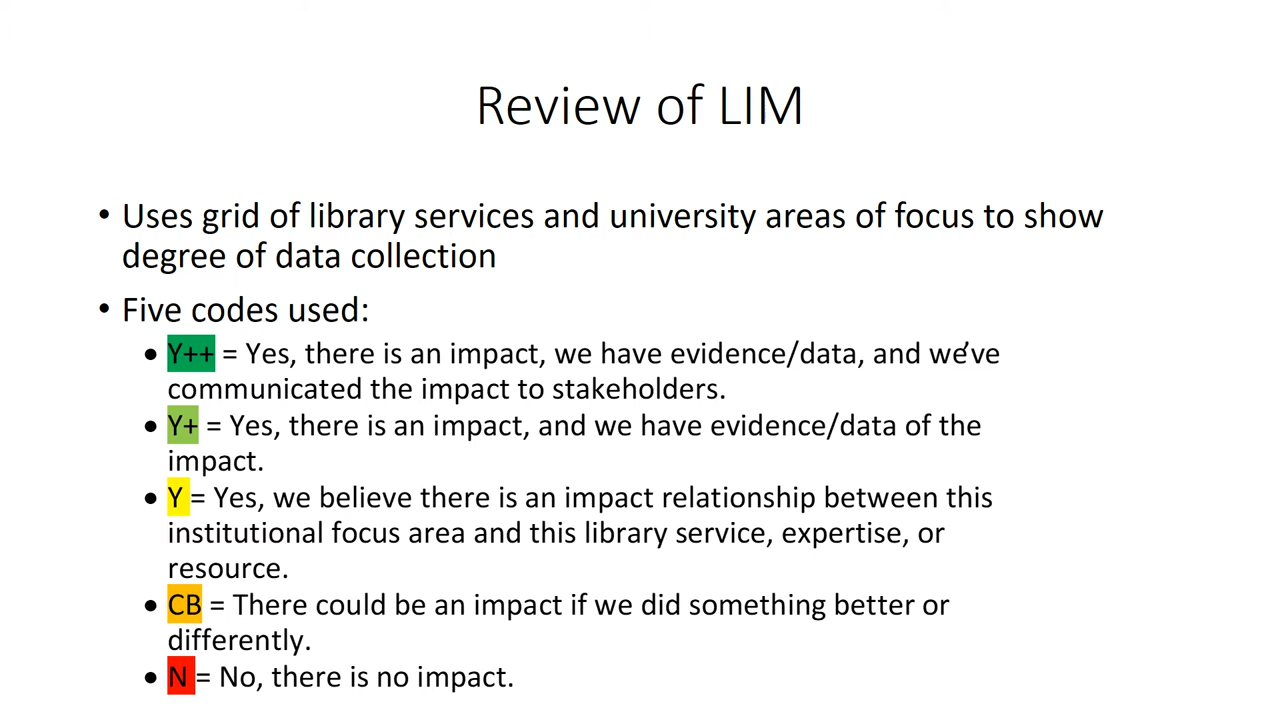 Review of LIM
• Uses grid of library services and university areas of focus to show
degree of data collection
• Five codes used:
• Y++ = Yes, there is an impact, we have evidence/data, and we’ve
communicated the impact to stakeholders.
• Y+ = Yes, there is an impact, and we have evidence/data of the
impact.
• Y = Yes, we believe there is an impact relationship between this
institutional focus area and this library service, expertise, or
resource.
• CB = There could be an impact if we did something better or
differently.
• N = No, there is no impact.